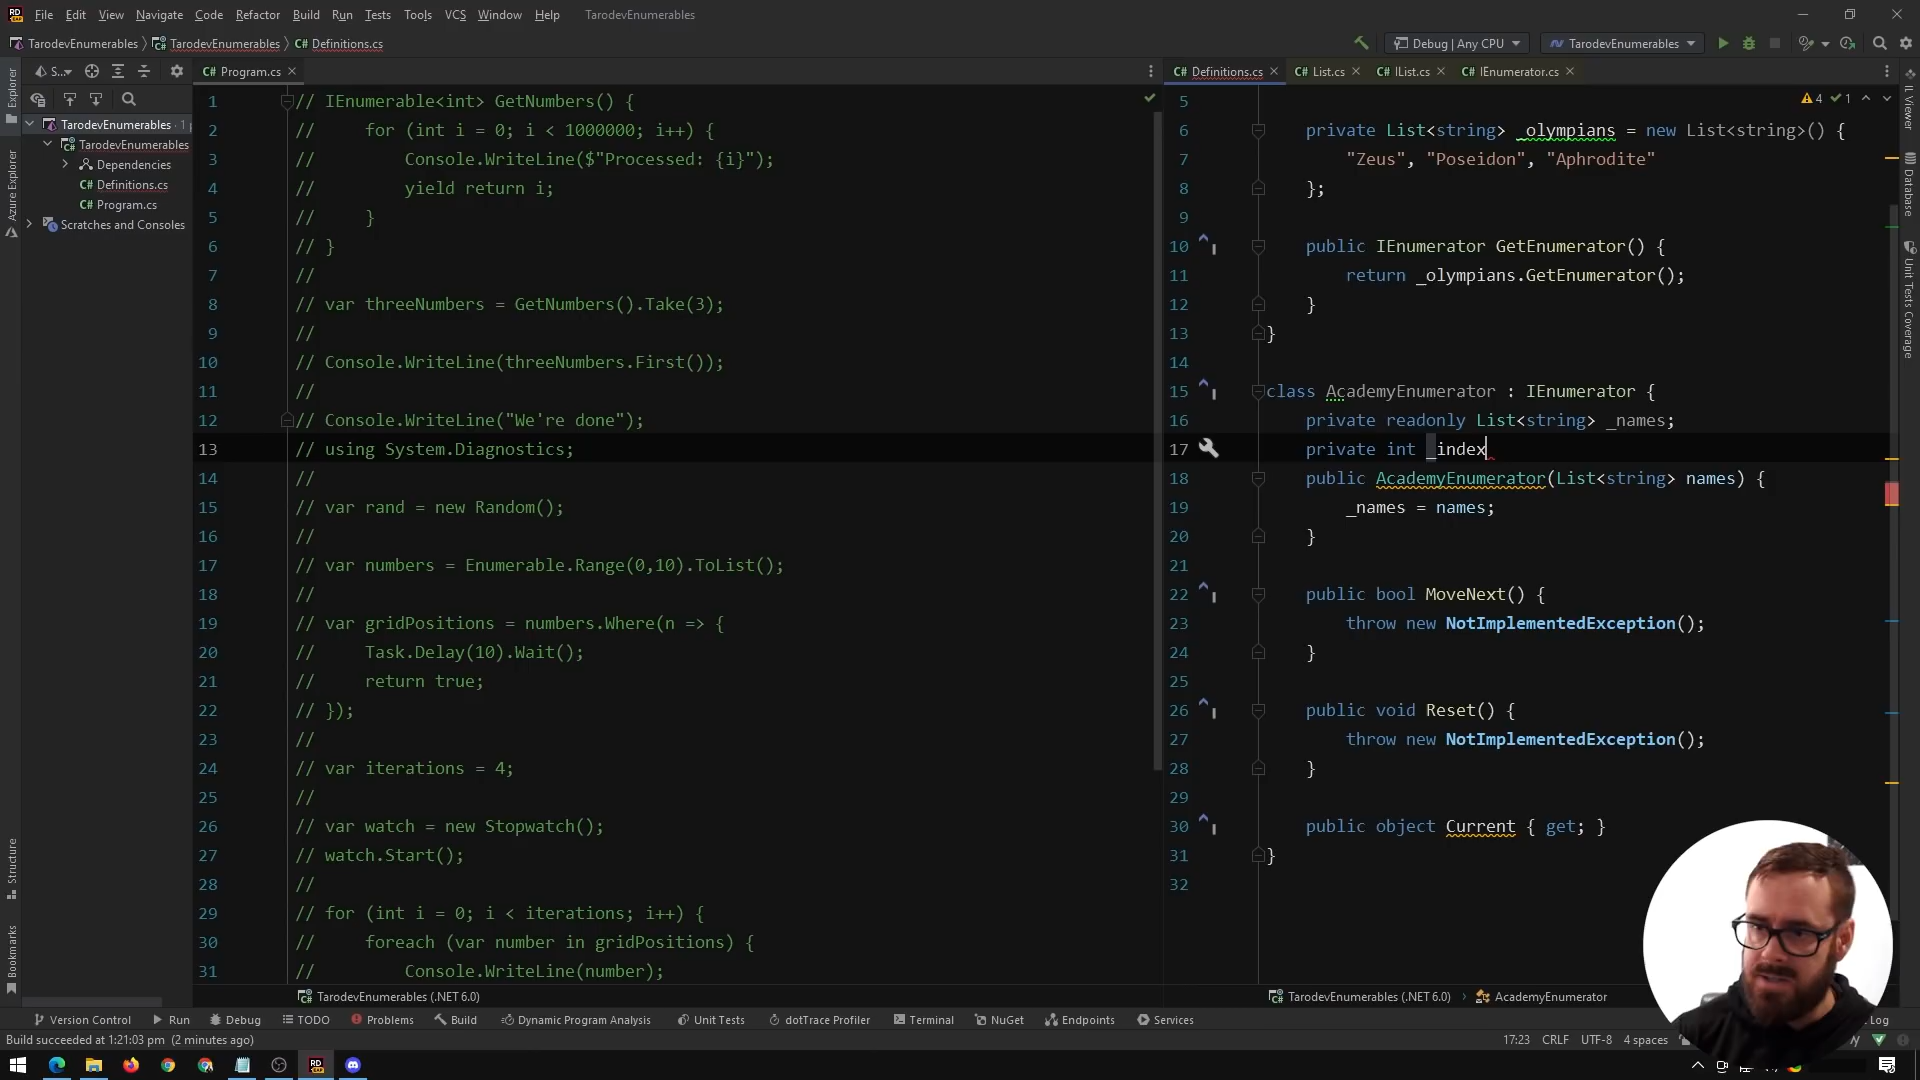 File Edit View Navigate Code Refactor Build Run Tests Tools VCS Window Help TarodevEnumerables
TarodevEnumerables TarodevEnumerables C# Definitions.cs Debug | Any CPU TarodevEnumerables
S... C# Program.cs C# Definitions.cs C# List.cs C# IList.cs C# IEnumerator.cs
Explorer
Azure Explorer
Structure
Bookmarks
TarodevEnumerables · 1
TarodevEnumerables
Dependencies
C# Definitions.cs
C# Program.cs
Scratches and Consoles
1 // IEnumerable<int> GetNumbers() {
2 //     for (int i = 0; i < 1000000; i++) {
3 //         Console.WriteLine($"Processed: {i}");
4 //         yield return i;
5 //     }
6 // }
7 //
8 // var threeNumbers = GetNumbers().Take(3);
9 //
10 // Console.WriteLine(threeNumbers.First());
11 //
12 // Console.WriteLine("We're done");
13 // using System.Diagnostics;
14 //
15 // var rand = new Random();
16 //
17 // var numbers = Enumerable.Range(0,10).ToList();
18 //
19 // var gridPositions = numbers.Where(n => {
20 //     Task.Delay(10).Wait();
21 //     return true;
22 // });
23 //
24 // var iterations = 4;
25 //
26 // var watch = new Stopwatch();
27 // watch.Start();
28 //
29 // for (int i = 0; i < iterations; i++) {
30 //     foreach (var number in gridPositions) {
31 //         Console.WriteLine(number);
TarodevEnumerables (.NET 6.0)
4 1
5
6 private List<string> _olympians = new List<string>() {
7 "Zeus", "Poseidon", "Aphrodite"
8 };
9
10 public IEnumerator GetEnumerator() {
11 return _olympians.GetEnumerator();
12 }
13 }
14
15 class AcademyEnumerator : IEnumerator {
16 private readonly List<string> _names;
17 private int _index
18 public AcademyEnumerator(List<string> names) {
19 _names = names;
20 }
21
22 public bool MoveNext() {
23 throw new NotImplementedException();
24 }
25
26 public void Reset() {
27 throw new NotImplementedException();
28 }
29
30 public object Current { get; }
31 }
32
TarodevEnumerables (.NET 6.0) AcademyEnumerator
IL Viewer
Database
Unit Tests Coverage
Version Control Run Debug TODO Problems Build Dynamic Program Analysis Unit Tests dotTrace Profiler Terminal NuGet Endpoints Services Log
Build succeeded at 1:21:03 pm (2 minutes ago) 17:23 CRLF UTF-8 4 spaces